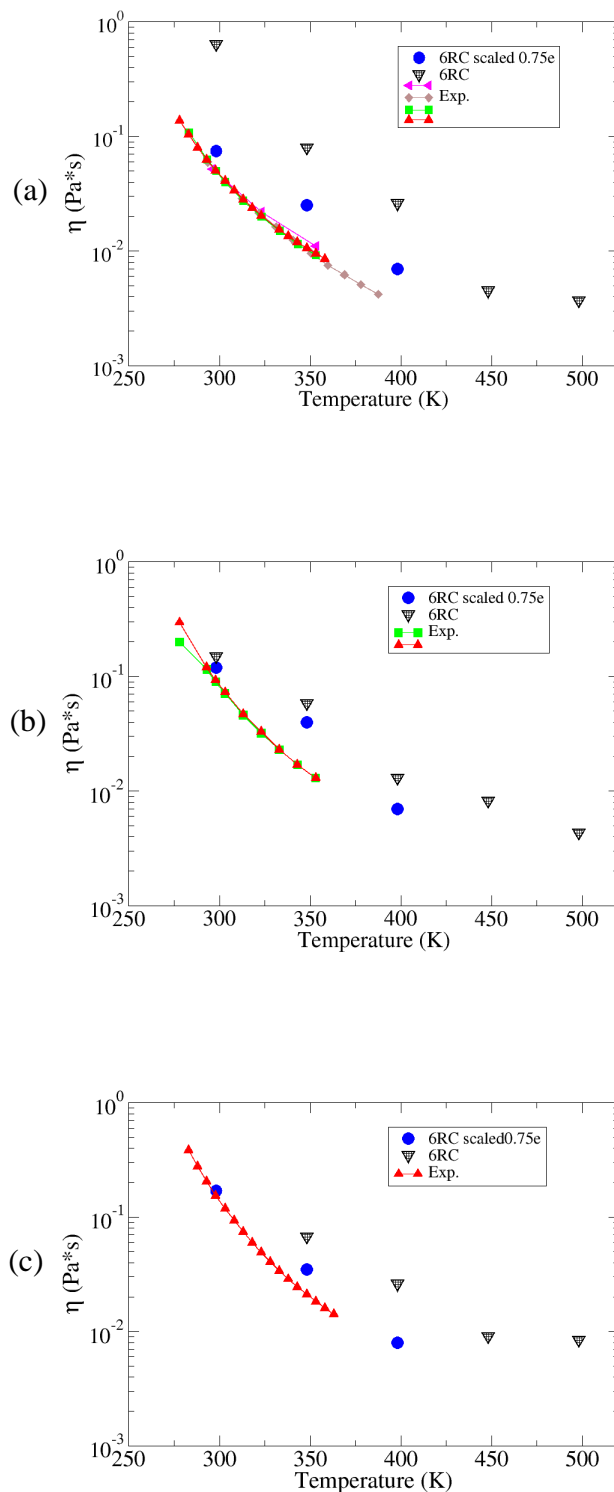 10^0
6RC scaled 0.75e
6RC
Exp.
10^-1
(a)
η (Pa*s)
10^-2
10^-3
250 300 350 400 450 500
Temperature (K)
10^0
6RC scaled 0.75e
6RC
Exp.
10^-1
(b)
η (Pa*s)
10^-2
10^-3
250 300 350 400 450 500
Temperature (K)
10^0
6RC scaled0.75e
6RC
Exp.
10^-1
(c)
η (Pa*s)
10^-2
10^-3
250 300 350 400 450 500
Temperature (K)